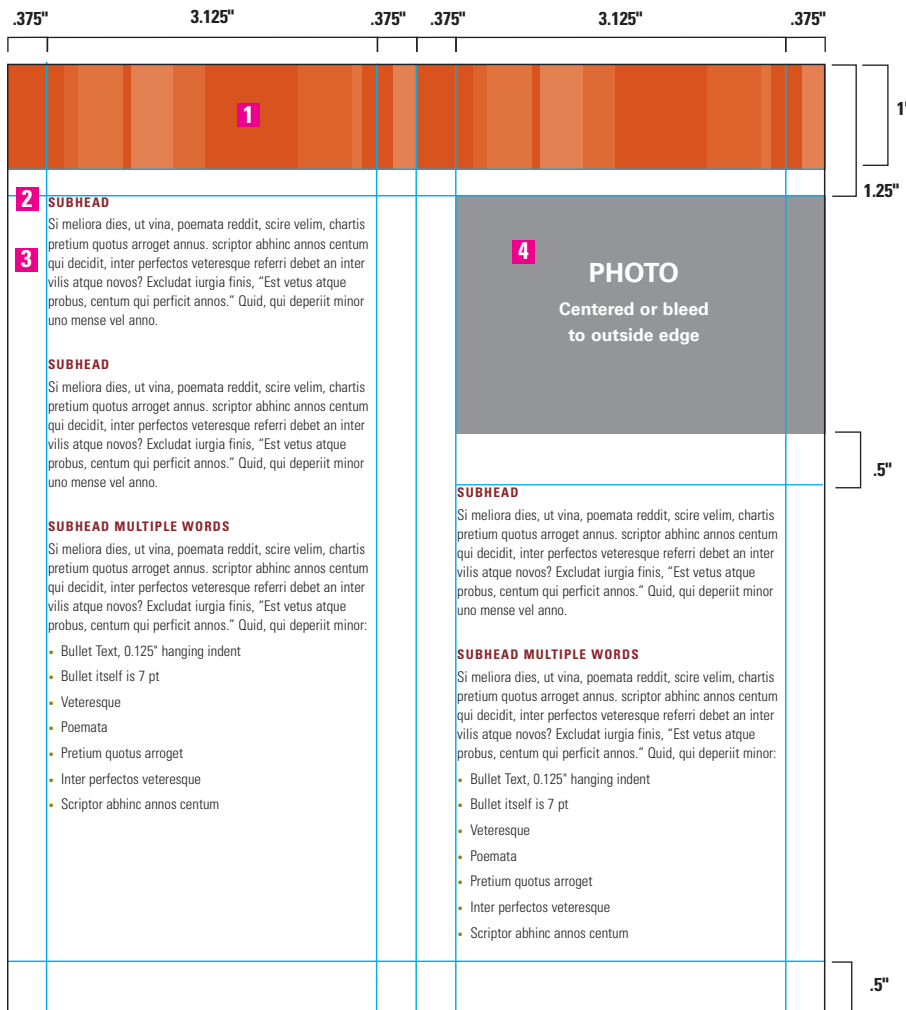 .375" 3.125" .375" .375" 3.125" .375"
1
1"
1.25"
2
SUBHEAD
Si meliora dies, ut vina, poemata reddit, scire velim, chartis
pretium quotus arroget annus. scriptor abhinc annos centum
3
qui decidit, inter perfectos veteresque referri debet an inter
vilis atque novos? Excludat iurgia finis, “Est vetus atque
probus, centum qui perficit annos.” Quid, qui deperiit minor
uno mense vel anno.
SUBHEAD
Si meliora dies, ut vina, poemata reddit, scire velim, chartis
pretium quotus arroget annus. scriptor abhinc annos centum
qui decidit, inter perfectos veteresque referri debet an inter
vilis atque novos? Excludat iurgia finis, “Est vetus atque
probus, centum qui perficit annos.” Quid, qui deperiit minor
uno mense vel anno.
SUBHEAD MULTIPLE WORDS
Si meliora dies, ut vina, poemata reddit, scire velim, chartis
pretium quotus arroget annus. scriptor abhinc annos centum
qui decidit, inter perfectos veteresque referri debet an inter
vilis atque novos? Excludat iurgia finis, “Est vetus atque
probus, centum qui perficit annos.” Quid, qui deperiit minor:
• Bullet Text, 0.125" hanging indent
• Bullet itself is 7 pt
• Veteresque
• Poemata
• Pretium quotus arroget
• Inter perfectos veteresque
• Scriptor abhinc annos centum
4
PHOTO
Centered or bleed
to outside edge
.5"
SUBHEAD
Si meliora dies, ut vina, poemata reddit, scire velim, chartis
pretium quotus arroget annus. scriptor abhinc annos centum
qui decidit, inter perfectos veteresque referri debet an inter
vilis atque novos? Excludat iurgia finis, “Est vetus atque
probus, centum qui perficit annos.” Quid, qui deperiit minor
uno mense vel anno.
SUBHEAD MULTIPLE WORDS
Si meliora dies, ut vina, poemata reddit, scire velim, chartis
pretium quotus arroget annus. scriptor abhinc annos centum
qui decidit, inter perfectos veteresque referri debet an inter
vilis atque novos? Excludat iurgia finis, “Est vetus atque
probus, centum qui perficit annos.” Quid, qui deperiit minor:
• Bullet Text, 0.125" hanging indent
• Bullet itself is 7 pt
• Veteresque
• Poemata
• Pretium quotus arroget
• Inter perfectos veteresque
• Scriptor abhinc annos centum
.5"